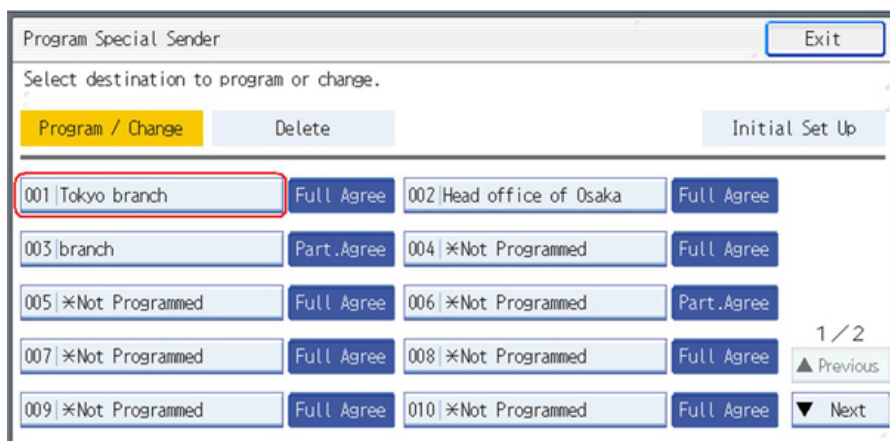 Program Special Sender Exit
Select destination to program or change.
Program / Change Delete Initial Set Up
001 Tokyo branch Full Agree 002 Head office of Osaka Full Agree
003 branch Part.Agree 004 ＊Not Programmed Full Agree
005 ＊Not Programmed Full Agree 006 ＊Not Programmed Part.Agree
1/2
007 ＊Not Programmed Full Agree 008 ＊Not Programmed Full Agree ▲ Previous
009 ＊Not Programmed Full Agree 010 ＊Not Programmed Full Agree ▼ Next